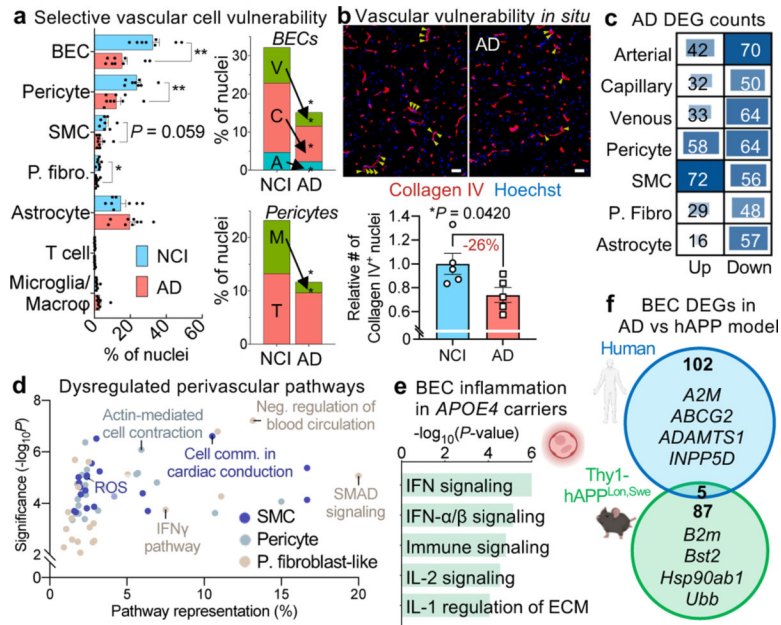 a Selective vascular cell vulnerability
BEC
Pericyte
SMC
P. fibro.
Astrocyte
T cell
Microglia/
Macroφ
**
**
P = 0.059
*
NCI
AD
0 20 40 60
% of nuclei
BECs
% of nuclei
30
20
10
0
V
C
A
*
*
*
NCI AD
Pericytes
% of nuclei
20
10
0
M
T
*
NCI AD
b Vascular vulnerability in situ
AD
Collagen IV Hoechst
Relative # of
Collagen IV+ nuclei
1.4
1.2
1.0
0.8
0.6
0
*P = 0.0420
-26%
NCI AD
c AD DEG counts
Arterial 42 70
Capillary 32 50
Venous 33 64
Pericyte 58 64
SMC 72 56
P. Fibro 29 48
Astrocyte 16 57
Up Down
d Dysregulated perivascular pathways
Significance (-log10P)
8
6
4
2
0 5 10 15 20
Pathway representation (%)
Actin-mediated
cell contraction
Neg. regulation of
blood circulation
Cell comm. in
cardiac conduction
ROS
IFNγ
pathway
SMAD
signaling
SMC
Pericyte
P. fibroblast-like
e BEC inflammation
in APOE4 carriers
-log10(P-value)
0 2 4 6
IFN signaling
IFN-α/β signaling
Immune signaling
IL-2 signaling
IL-1 regulation of ECM
f BEC DEGs in
AD vs hAPP model
Human
102
A2M
ABCG2
ADAMTS1
INPP5D
Thy1-
hAPPLon,Swe
5
87
B2m
Bst2
Hsp90ab1
Ubb